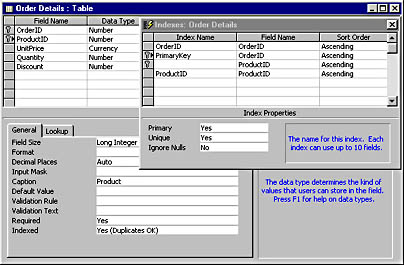 Order Details : Table
Field Name Data Type
OrderID Number
ProductID Number
UnitPrice Currency
Quantity Number
Discount Number
General Lookup
Field Size Long Integer
Format
Decimal Places Auto
Input Mask
Caption Product
Default Value
Validation Rule
Validation Text
Required Yes
Indexed Yes (Duplicates OK)
Indexes: Order Details
Index Name Field Name Sort Order
OrderID OrderID Ascending
PrimaryKey OrderID Ascending
ProductID Ascending
ProductID ProductID Ascending
Index Properties
Primary Yes
Unique Yes
Ignore Nulls No
The name for this index. Each
index can use up to 10 fields.
The data type determines the kind of
values that users can store in the field.
Press F1 for help on data types.